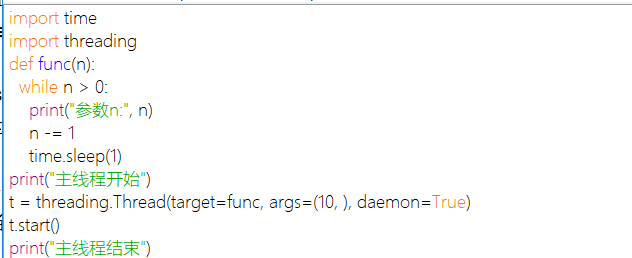 import time
import threading
def func(n):
  while n > 0:
    print("参数n:", n)
    n -= 1
    time.sleep(1)
print("主线程开始")
t = threading.Thread(target=func, args=(10, ), daemon=True)
t.start()
print("主线程结束")